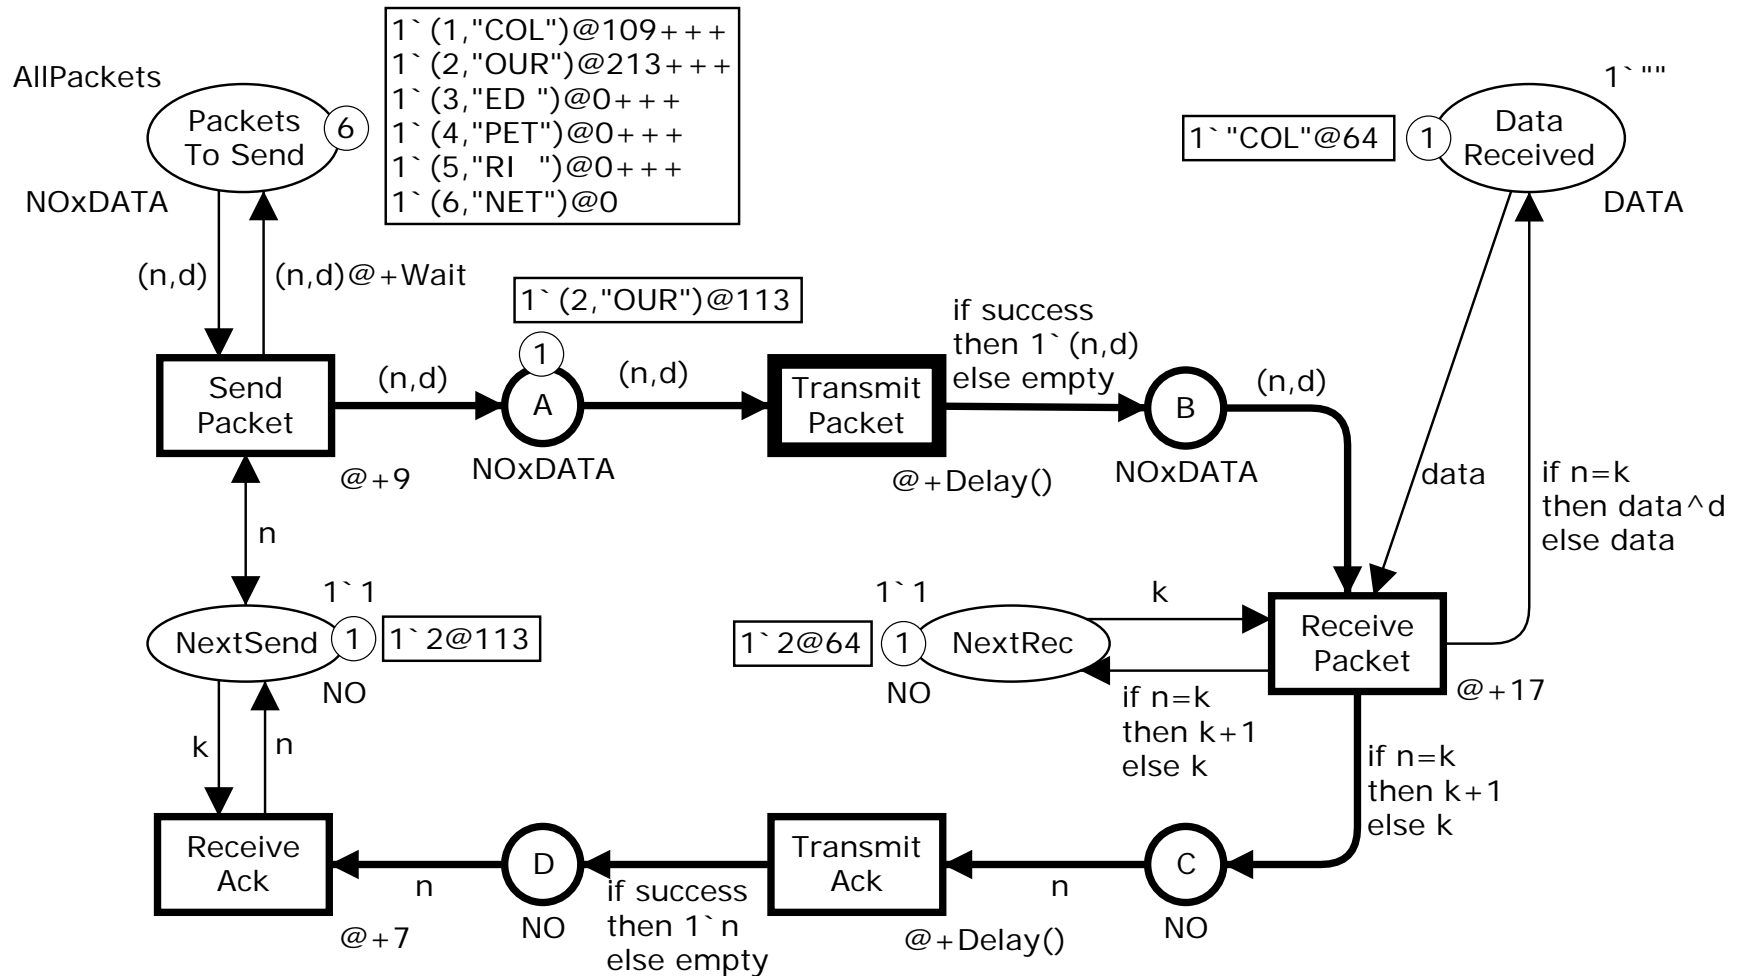 1`(1,"COL")@109+++
1`(2,"OUR")@213+++
1`(3,"ED ")@0+++
1`(4,"PET")@0+++
1`(5,"RI  ")@0+++
1`(6,"NET")@0
AllPackets
Packets
To Send
6
NOxDATA
1`""
1`"COL"@64
1
Data
Received
DATA
(n,d)
(n,d)@+Wait
1`(2,"OUR")@113
1
if success
then 1`(n,d)
else empty
Send
Packet
(n,d)
A
(n,d)
Transmit
Packet
B
(n,d)
@+9
NOxDATA
@+Delay()
NOxDATA
data
if n=k
then data^d
else data
n
1`1
NextSend
1
1`2@113
NO
1`1
1`2@64
1
NextRec
NO
k
if n=k
then k+1
else k
Receive
Packet
@+17
k
n
if n=k
then k+1
else k
Receive
Ack
@+7
n
D
NO
if success
then 1`n
else empty
Transmit
Ack
@+Delay()
n
C
NO